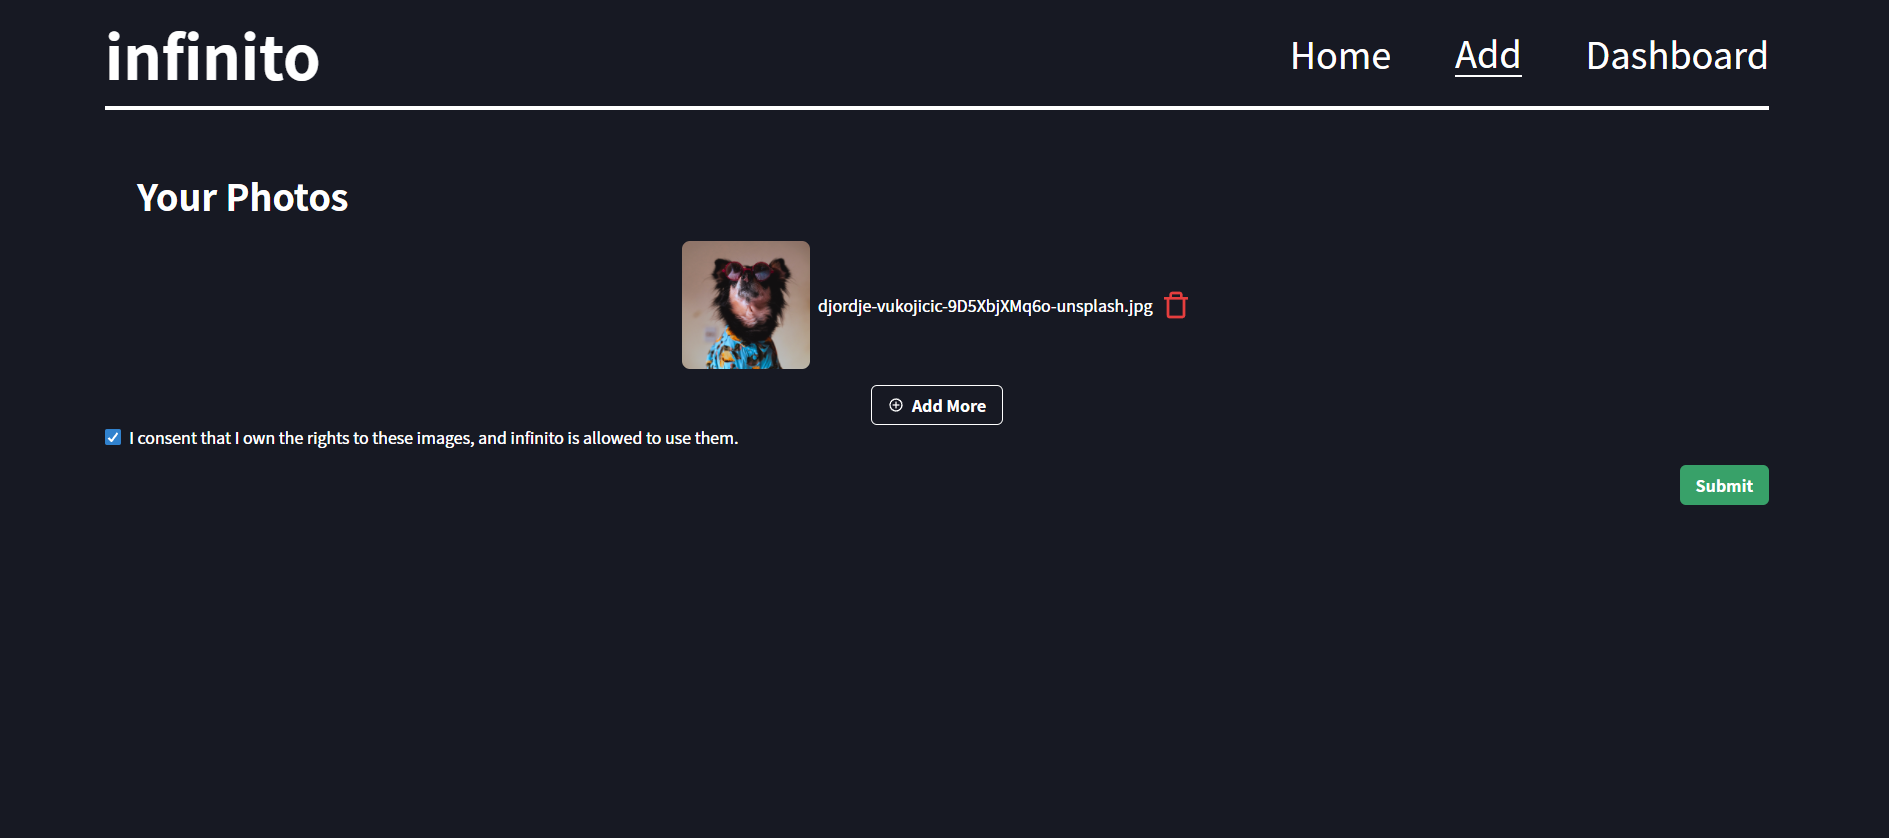 infinito
Home Add Dashboard
Your Photos
djordje-vukojicic-9D5XbjXMq6o-unsplash.jpg
Add More
I consent that I own the rights to these images, and infinito is allowed to use them.
Submit